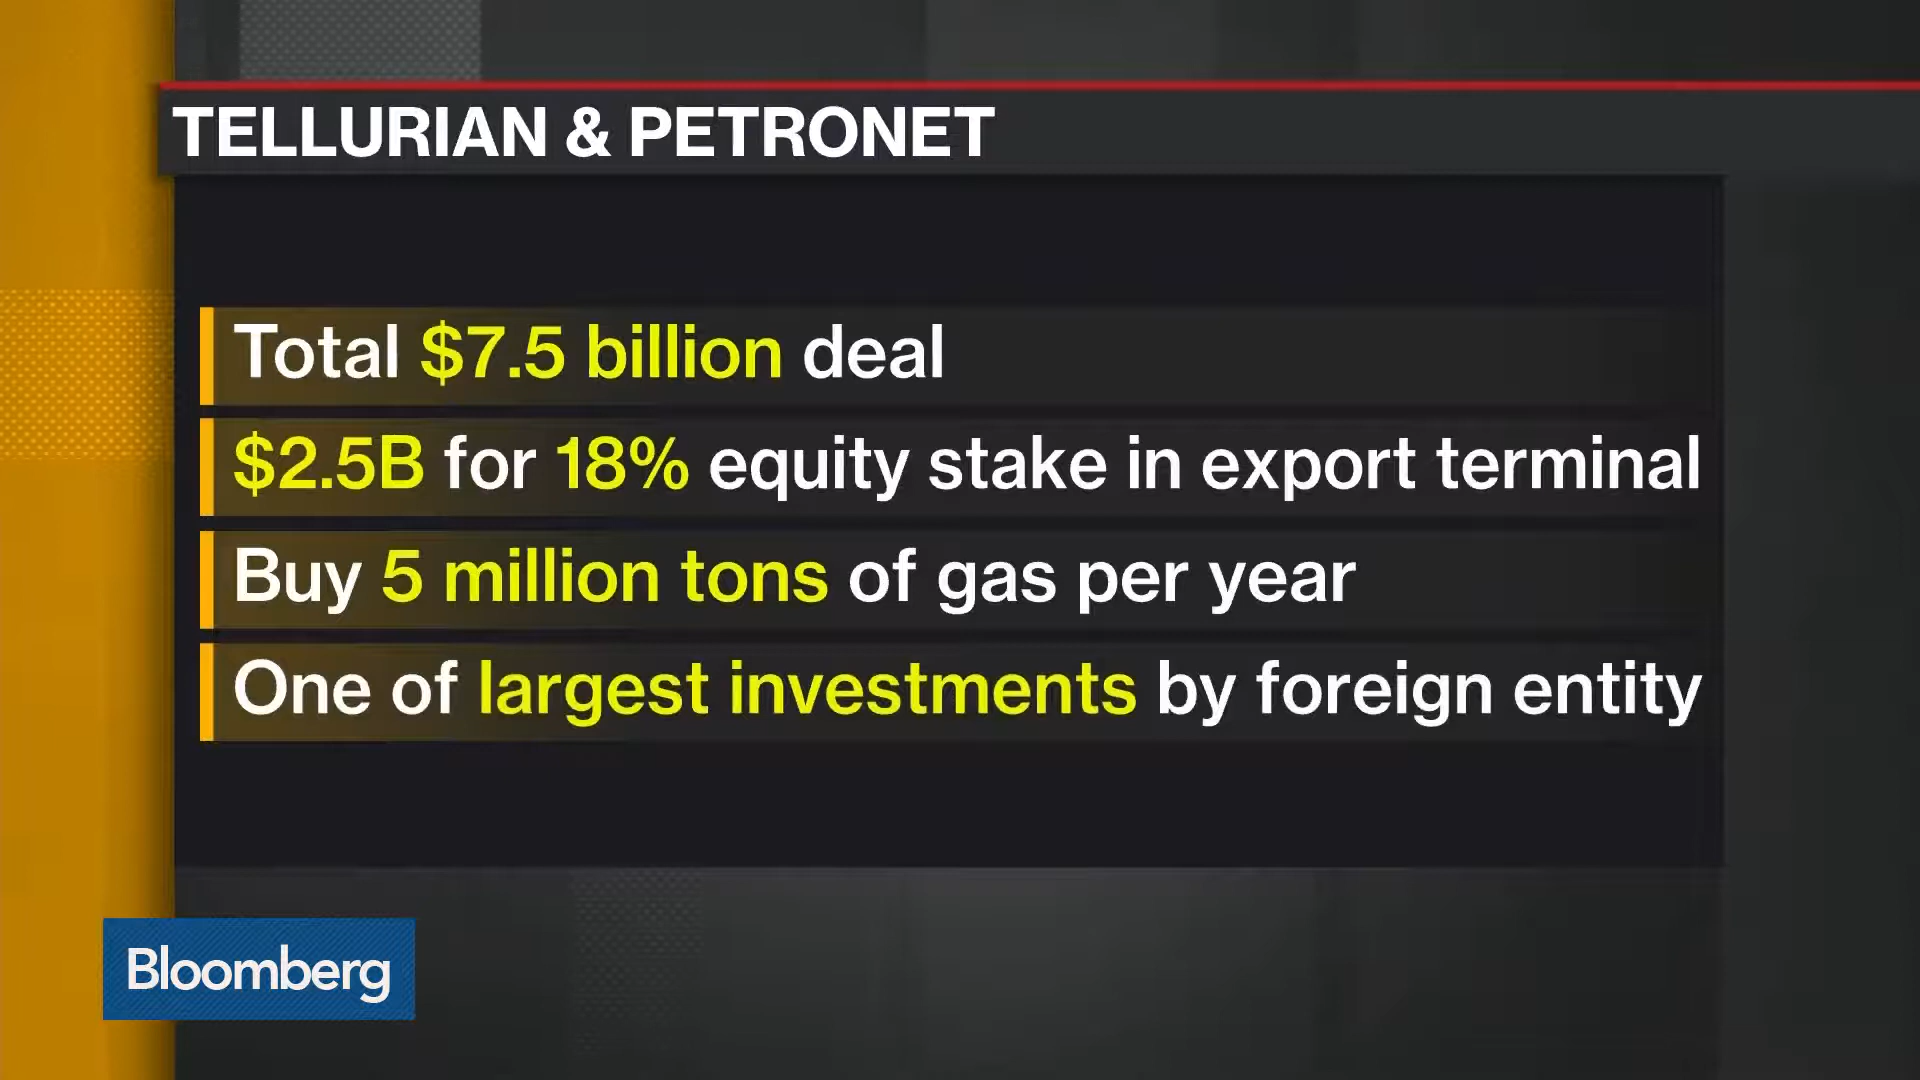 TELLURIAN & PETRONET
Total $7.5 billion deal
$2.5B for 18% equity stake in export terminal
Buy 5 million tons of gas per year
One of largest investments by foreign entity
Bloomberg